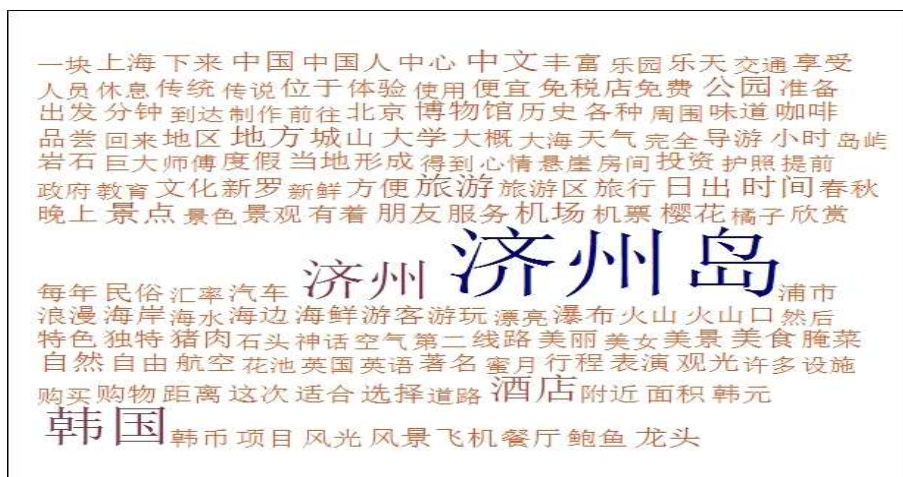 一块 上海 下来 中国 中国人 中心 中文 丰富 乐园 乐天 交通 享受
人员 休息 传统 传说 位于 体验 使用 便宜 免税店 免费 公园 准备
出发 分钟 到达 制作 前往 北京 博物馆 历史 各种 周围 味道 咖啡
品尝 回来 地区 地方 城山 大学 大概 大海 天气 完全 导游 小时 岛屿
岩石 巨大 师傅 度假 当地 形成 得到 心情 悬崖 房间 投资 护照 提前
政府 教育 文化 新罗 新鲜 方便 旅游 旅游区 旅行 日出 时间 春秋
晚上 景点 景色 景观 有着 朋友 服务 机场 机票 樱花 橘子 欣赏
每年 民俗 汇率 汽车 济州 济州岛 浦市
浪漫 海岸 海水 海边 海鲜 游客 游玩 漂亮 瀑布 火山 火山口 然后
特色 独特 猪肉 石头 神话 空气 第二 线路 美丽 美女 美景 美食 腌菜
自然 自由 航空 花池 英国 英语 著名 蜜月 行程 表演 观光 许多 设施
购买 购物 距离 这次 适合 选择 道路 酒店 附近 面积 韩元
韩国 韩币 项目 风光 风景 飞机 餐厅 鲍鱼 龙头